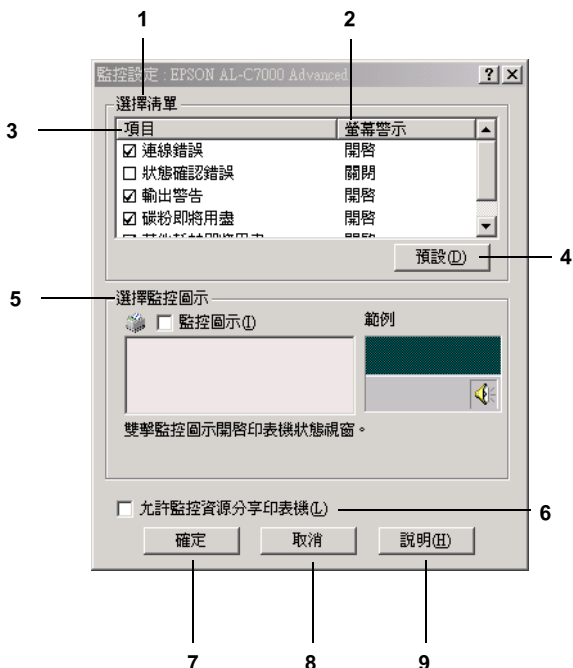 1
2
監控設定 : EPSON AL-C7000 Advanced
選擇清單
3
項目
螢幕警示
連線錯誤
開啓
狀態確認錯誤
關閉
輸出警告
開啓
碳粉即將用盡
開啓
預設(D)
4
5
選擇監控圖示
監控圖示(I)
範例
雙擊監控圖示開啓印表機狀態視窗。
允許監控資源分享印表機(L)
6
確定
取消
說明(H)
7
8
9